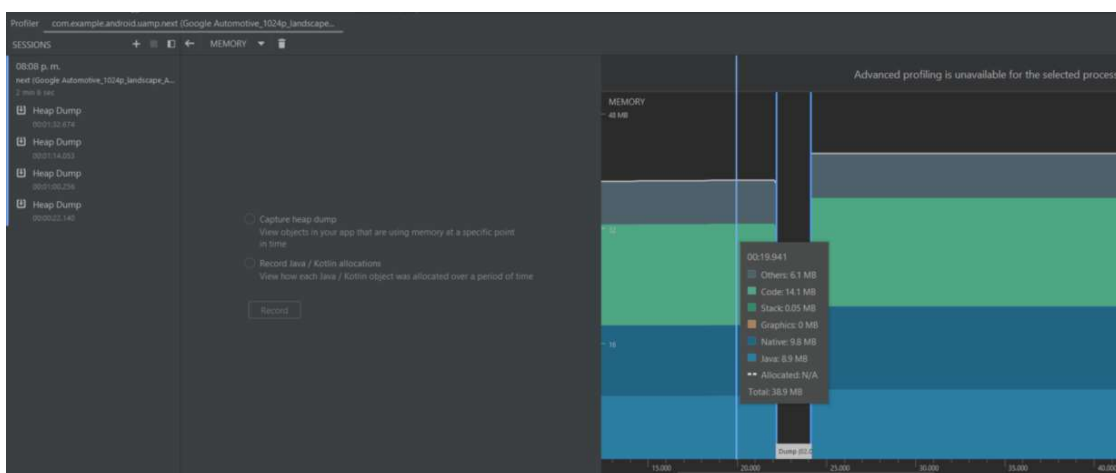 Profiler com.example.android.uamp.next (Google Automotive_1024p_landscape...
SESSIONS
MEMORY
08:08 p. m.
next (Google Automotive_1024p_landscape_A...
2 min 6 sec
Heap Dump
00:01:32.674
Heap Dump
00:01:14.053
Heap Dump
00:01:00.256
Heap Dump
00:00:22.140
Capture heap dump
View objects in your app that are using memory at a specific point
in time
Record Java / Kotlin allocations
View how each Java / Kotlin object was allocated over a period of time
Record
Advanced profiling is unavailable for the selected process
MEMORY
48 MB
32
16
00:19.941
Others: 6.1 MB
Code: 14.1 MB
Stack: 0.05 MB
Graphics: 0 MB
Native: 9.8 MB
Java: 8.9 MB
Allocated: N/A
Total: 38.9 MB
Dump
15.000 20.000 25.000 30.000 35.000 40.000